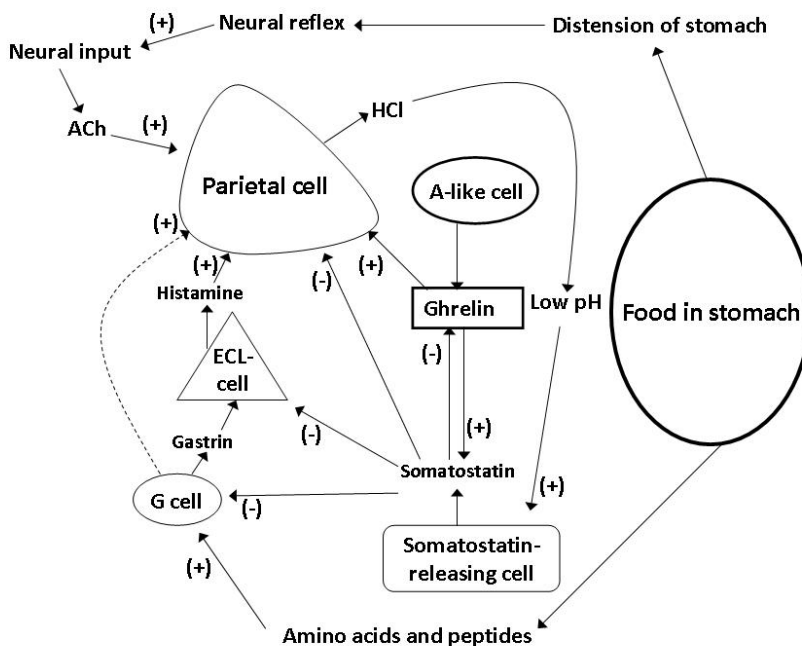 (+)
Neural reflex
Distension of stomach
Neural input
ACh
(+)
HCl
Parietal cell
A-like cell
(+)
(+)
(-)
(+)
Histamine
Ghrelin
Low pH
Food in stomach
ECL-
cell
(-)
Gastrin
(-)
(+)
Somatostatin
(+)
G cell
(-)
Somatostatin-
releasing cell
(+)
Amino acids and peptides